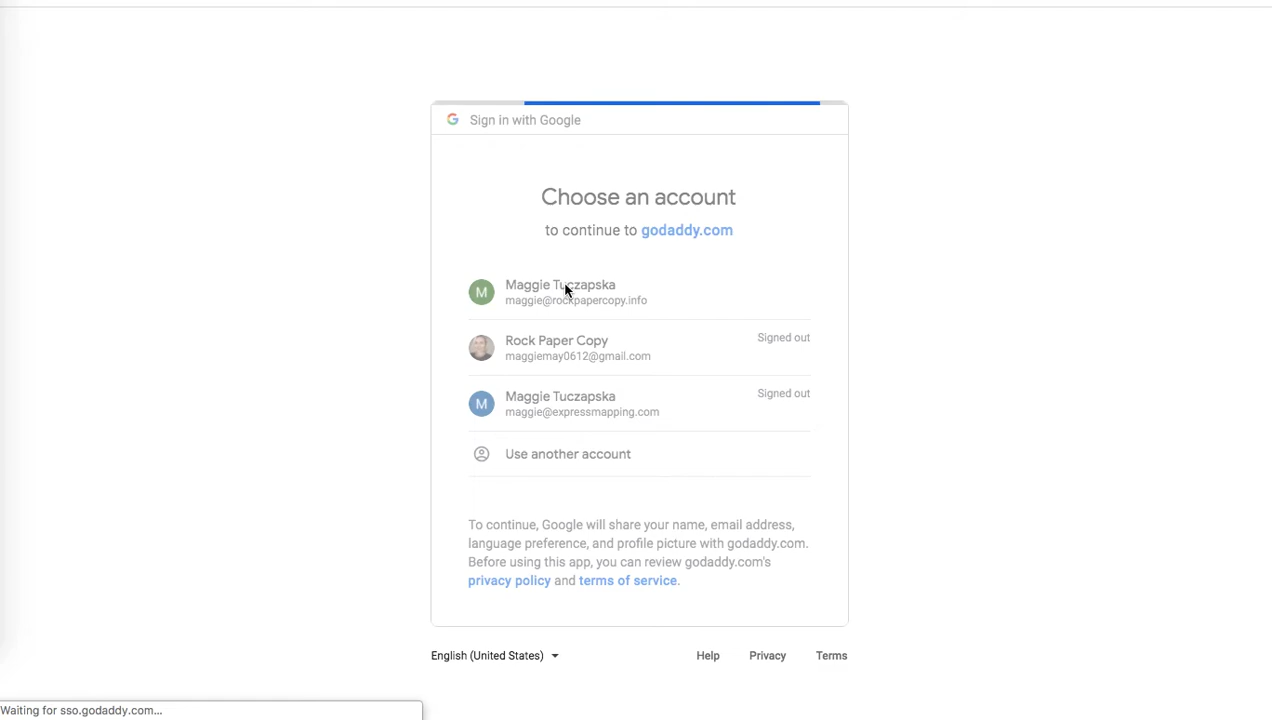 Sign in with Google
Choose an account
to continue to godaddy.com
M
Maggie Tuczapska
maggie@rockpapercopy.info
Rock Paper Copy
Signed out
maggiemay0612@gmail.com
M
Maggie Tuczapska
Signed out
maggie@expressmapping.com
Use another account
To continue, Google will share your name, email address,
language preference, and profile picture with godaddy.com.
Before using this app, you can review godaddy.com's
privacy policy and terms of service.
English (United States)
Help
Privacy
Terms
Waiting for sso.godaddy.com...